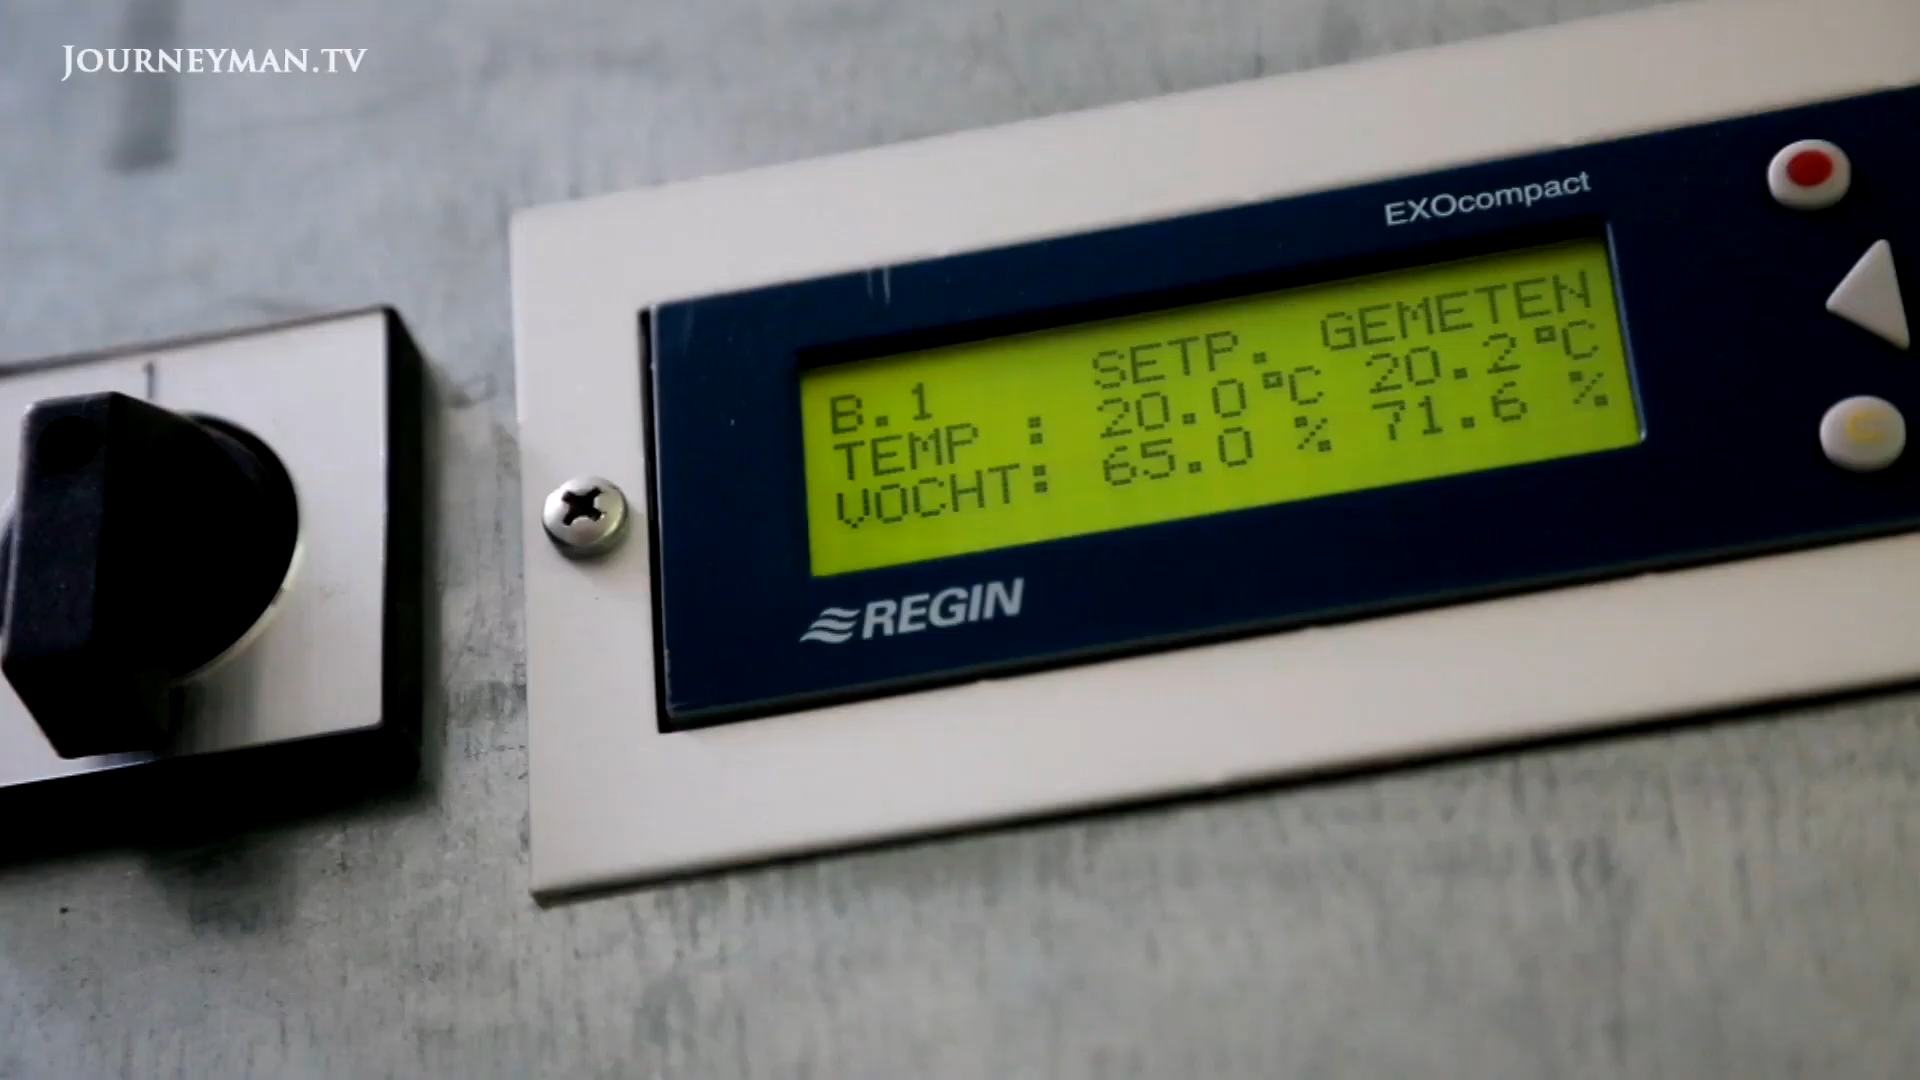 JOURNEYMAN.TV
EXOcompact
SETP. GEMETEN
B.1
TEMP : 20.0°C 20.2°C
VOCHT: 65.0 % 71.6 %
REGIN